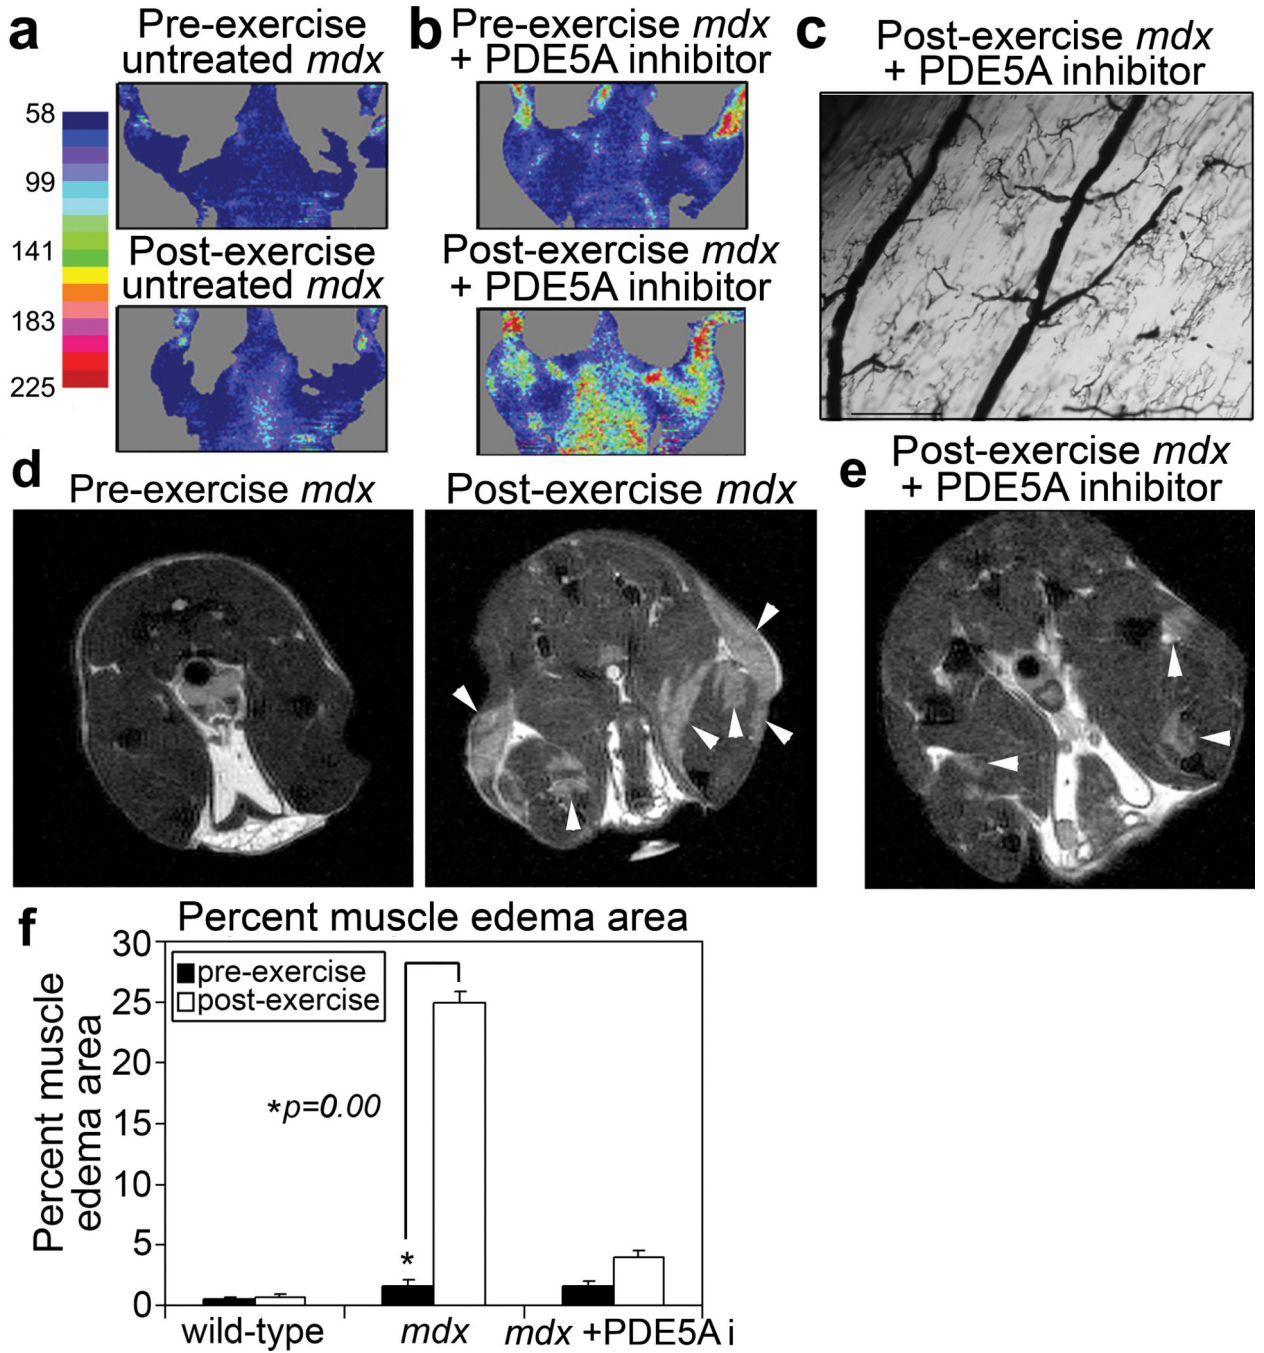 a
Pre-exercise
untreated mdx
58
99
141
183
225
Post-exercise
untreated mdx
b
Pre-exercise mdx
+ PDE5A inhibitor
Post-exercise mdx
+ PDE5A inhibitor
c
Post-exercise mdx
+ PDE5A inhibitor
d
Pre-exercise mdx
Post-exercise mdx
e
Post-exercise mdx
+ PDE5A inhibitor
f
Percent muscle edema area
Percent muscle
edema area
30
25
20
15
10
5
0
pre-exercise
post-exercise
*p=0.00
*
wild-type
mdx
mdx +PDE5A i